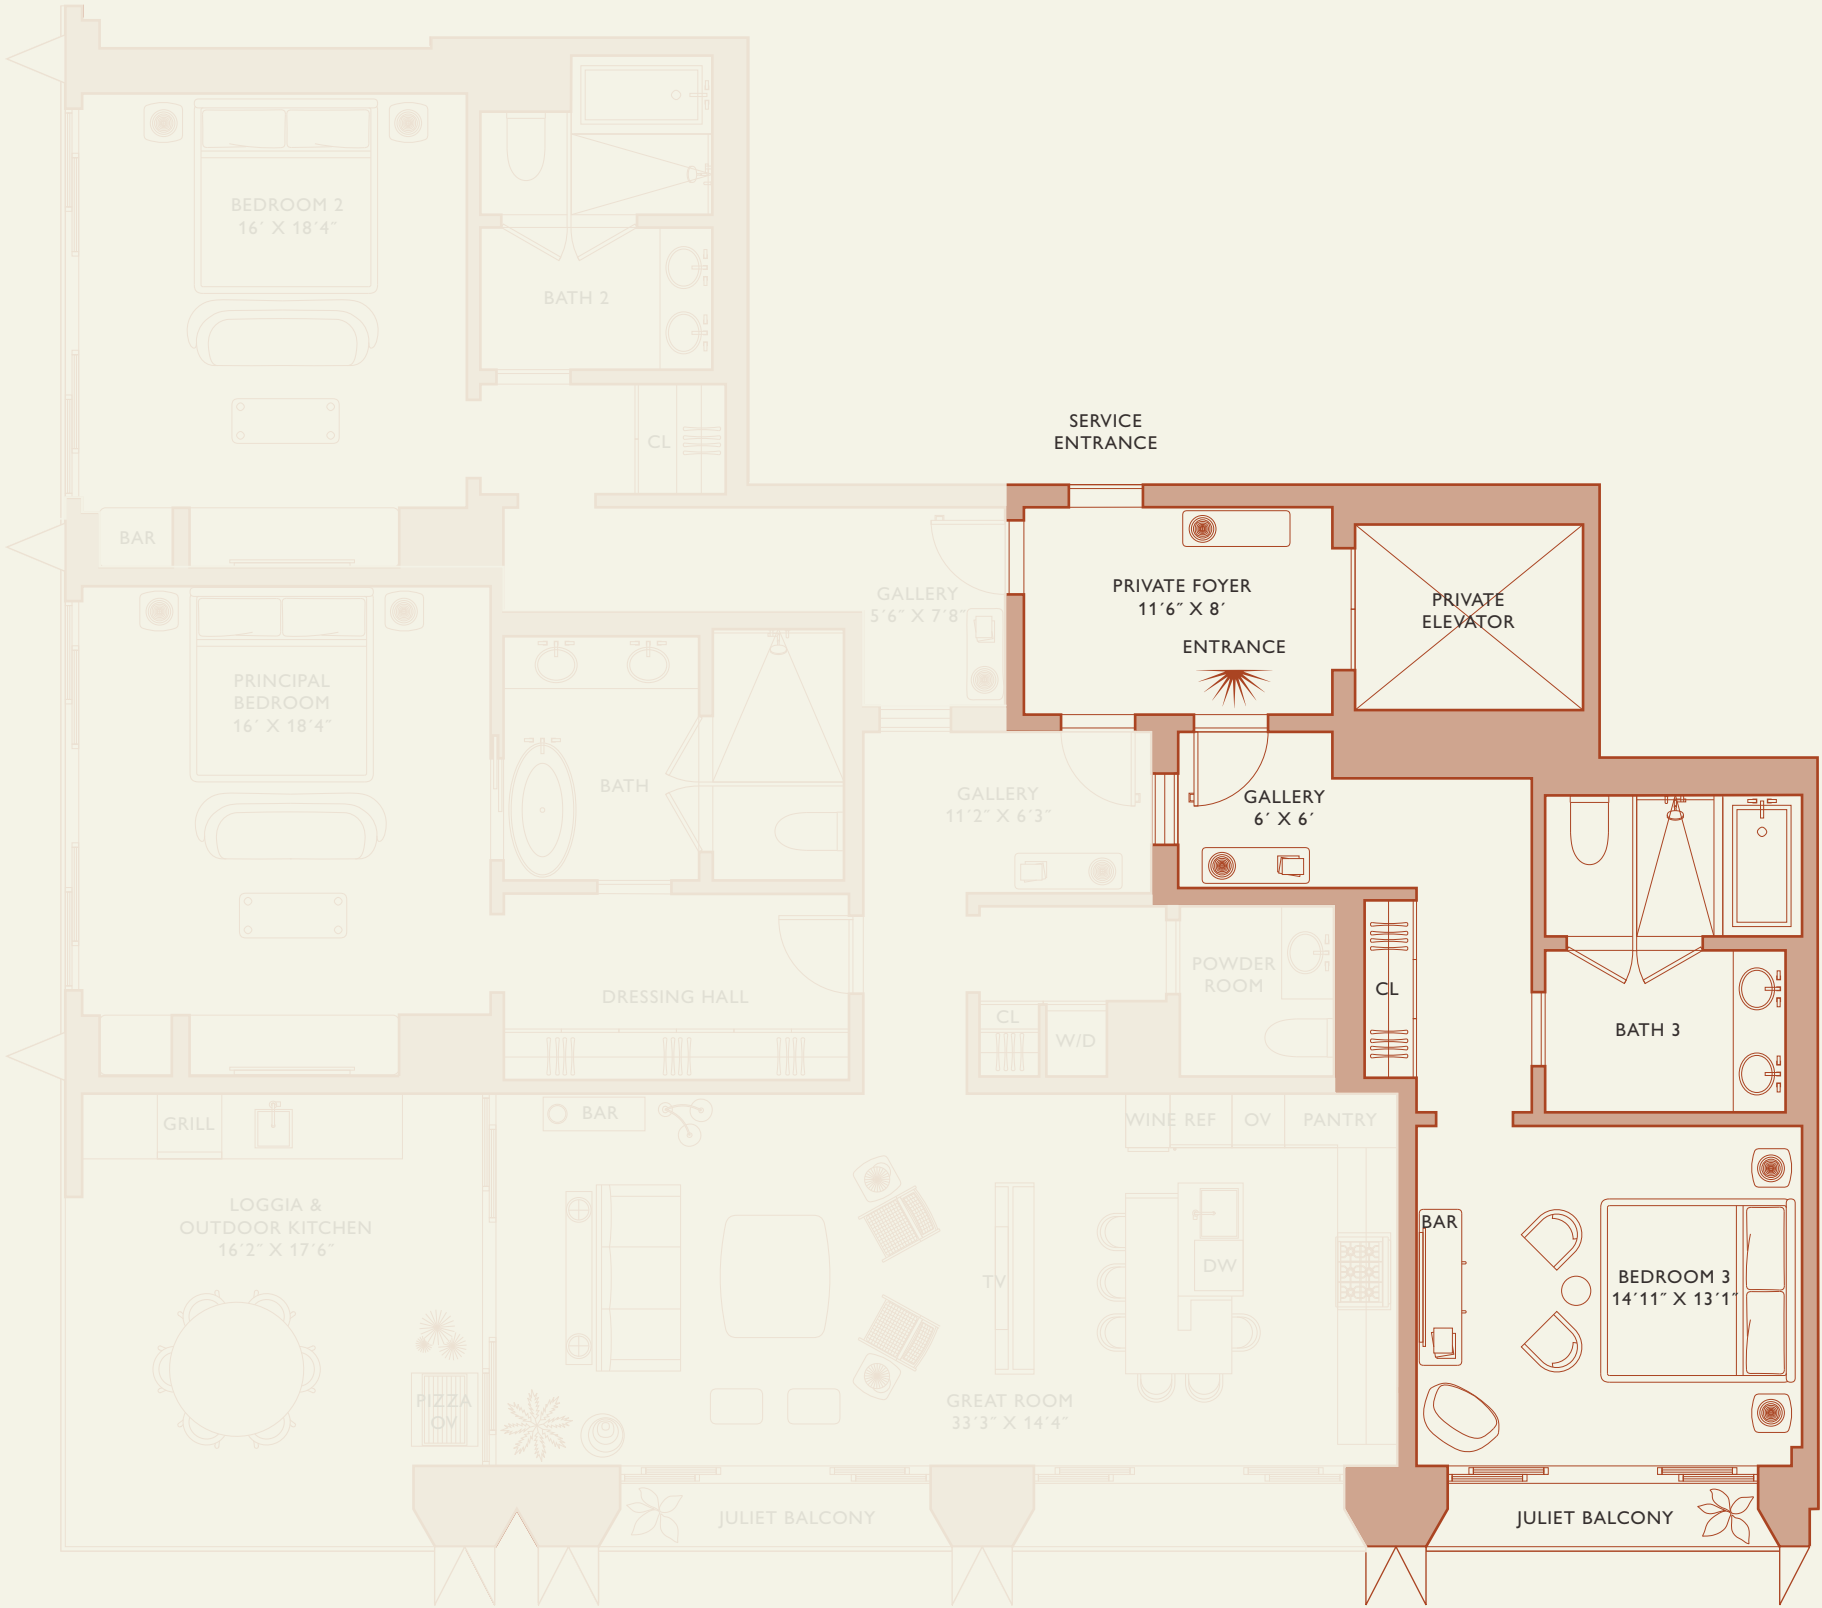 BEDROOM 2
16′ X 18′4″
BATH 2
CL
SERVICE
ENTRANCE
BAR
GALLERY
5′6″ X 7′8″
PRIVATE FOYER
11′6″ X 8′
ENTRANCE
PRIVATE
ELEVATOR
PRINCIPAL
BEDROOM
16′ X 18′4″
BATH
GALLERY
11′2″ X 6′3″
GALLERY
6′ X 6′
DRESSING HALL
POWDER
ROOM
CL
W/D
CL
BATH 3
GRILL
BAR
WINE REF
OV
PANTRY
LOGGIA &
OUTDOOR KITCHEN
16′2″ X 17′6″
TV
DW
BAR
BEDROOM 3
14′11″ X 13′1″
PIZZA
OV
GREAT ROOM
33′3″ X 14′4″
JULIET BALCONY
JULIET BALCONY